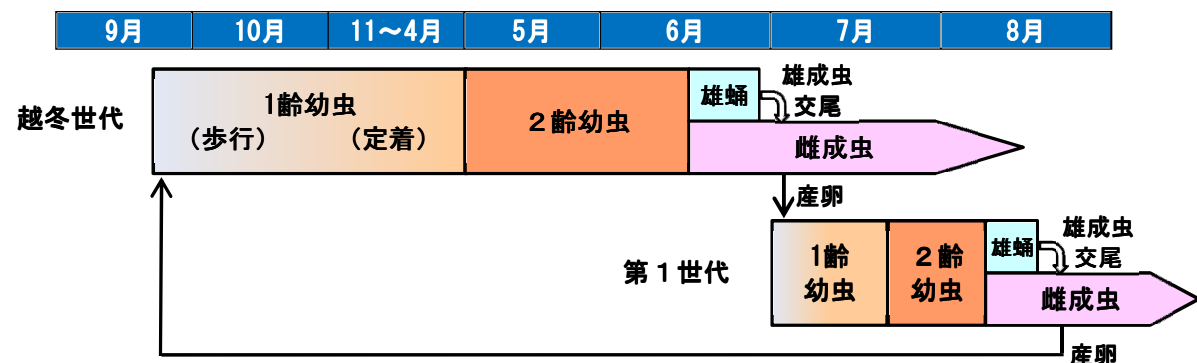 9月 10月 11～4月 5月 6月 7月 8月
越冬世代
1齢幼虫
（歩行） （定着）
２齢幼虫
雄蛹
雄成虫
交尾
雌成虫
産卵
第１世代
1齢
幼虫
２齢
幼虫
雄蛹
雄成虫
交尾
雌成虫
産卵